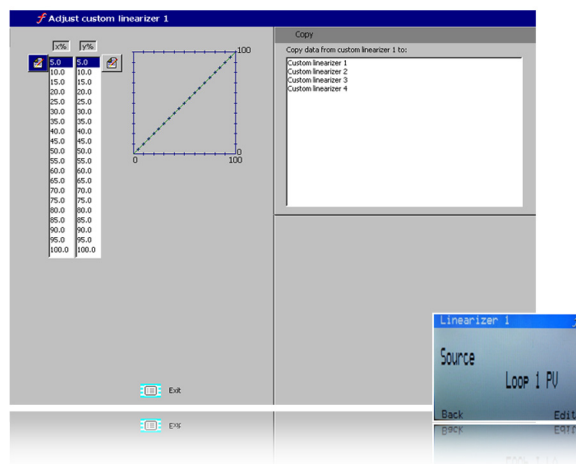 Adjust custom linearizer 1
Copy
x% y%
Copy data from custom linearizer 1 to:
Custom linearizer 1
Custom linearizer 2
Custom linearizer 3
Custom linearizer 4
5.0 5.0
10.0 10.0
15.0 15.0
20.0 20.0
25.0 25.0
30.0 30.0
35.0 35.0
40.0 40.0
45.0 45.0
50.0 50.0
55.0 55.0
60.0 60.0
65.0 65.0
70.0 70.0
75.0 75.0
80.0 80.0
85.0 85.0
90.0 90.0
95.0 95.0
100.0 100.0
100
0
0 100
Exit
Linearizer 1
Source
Loop 1 PV
Back Edit